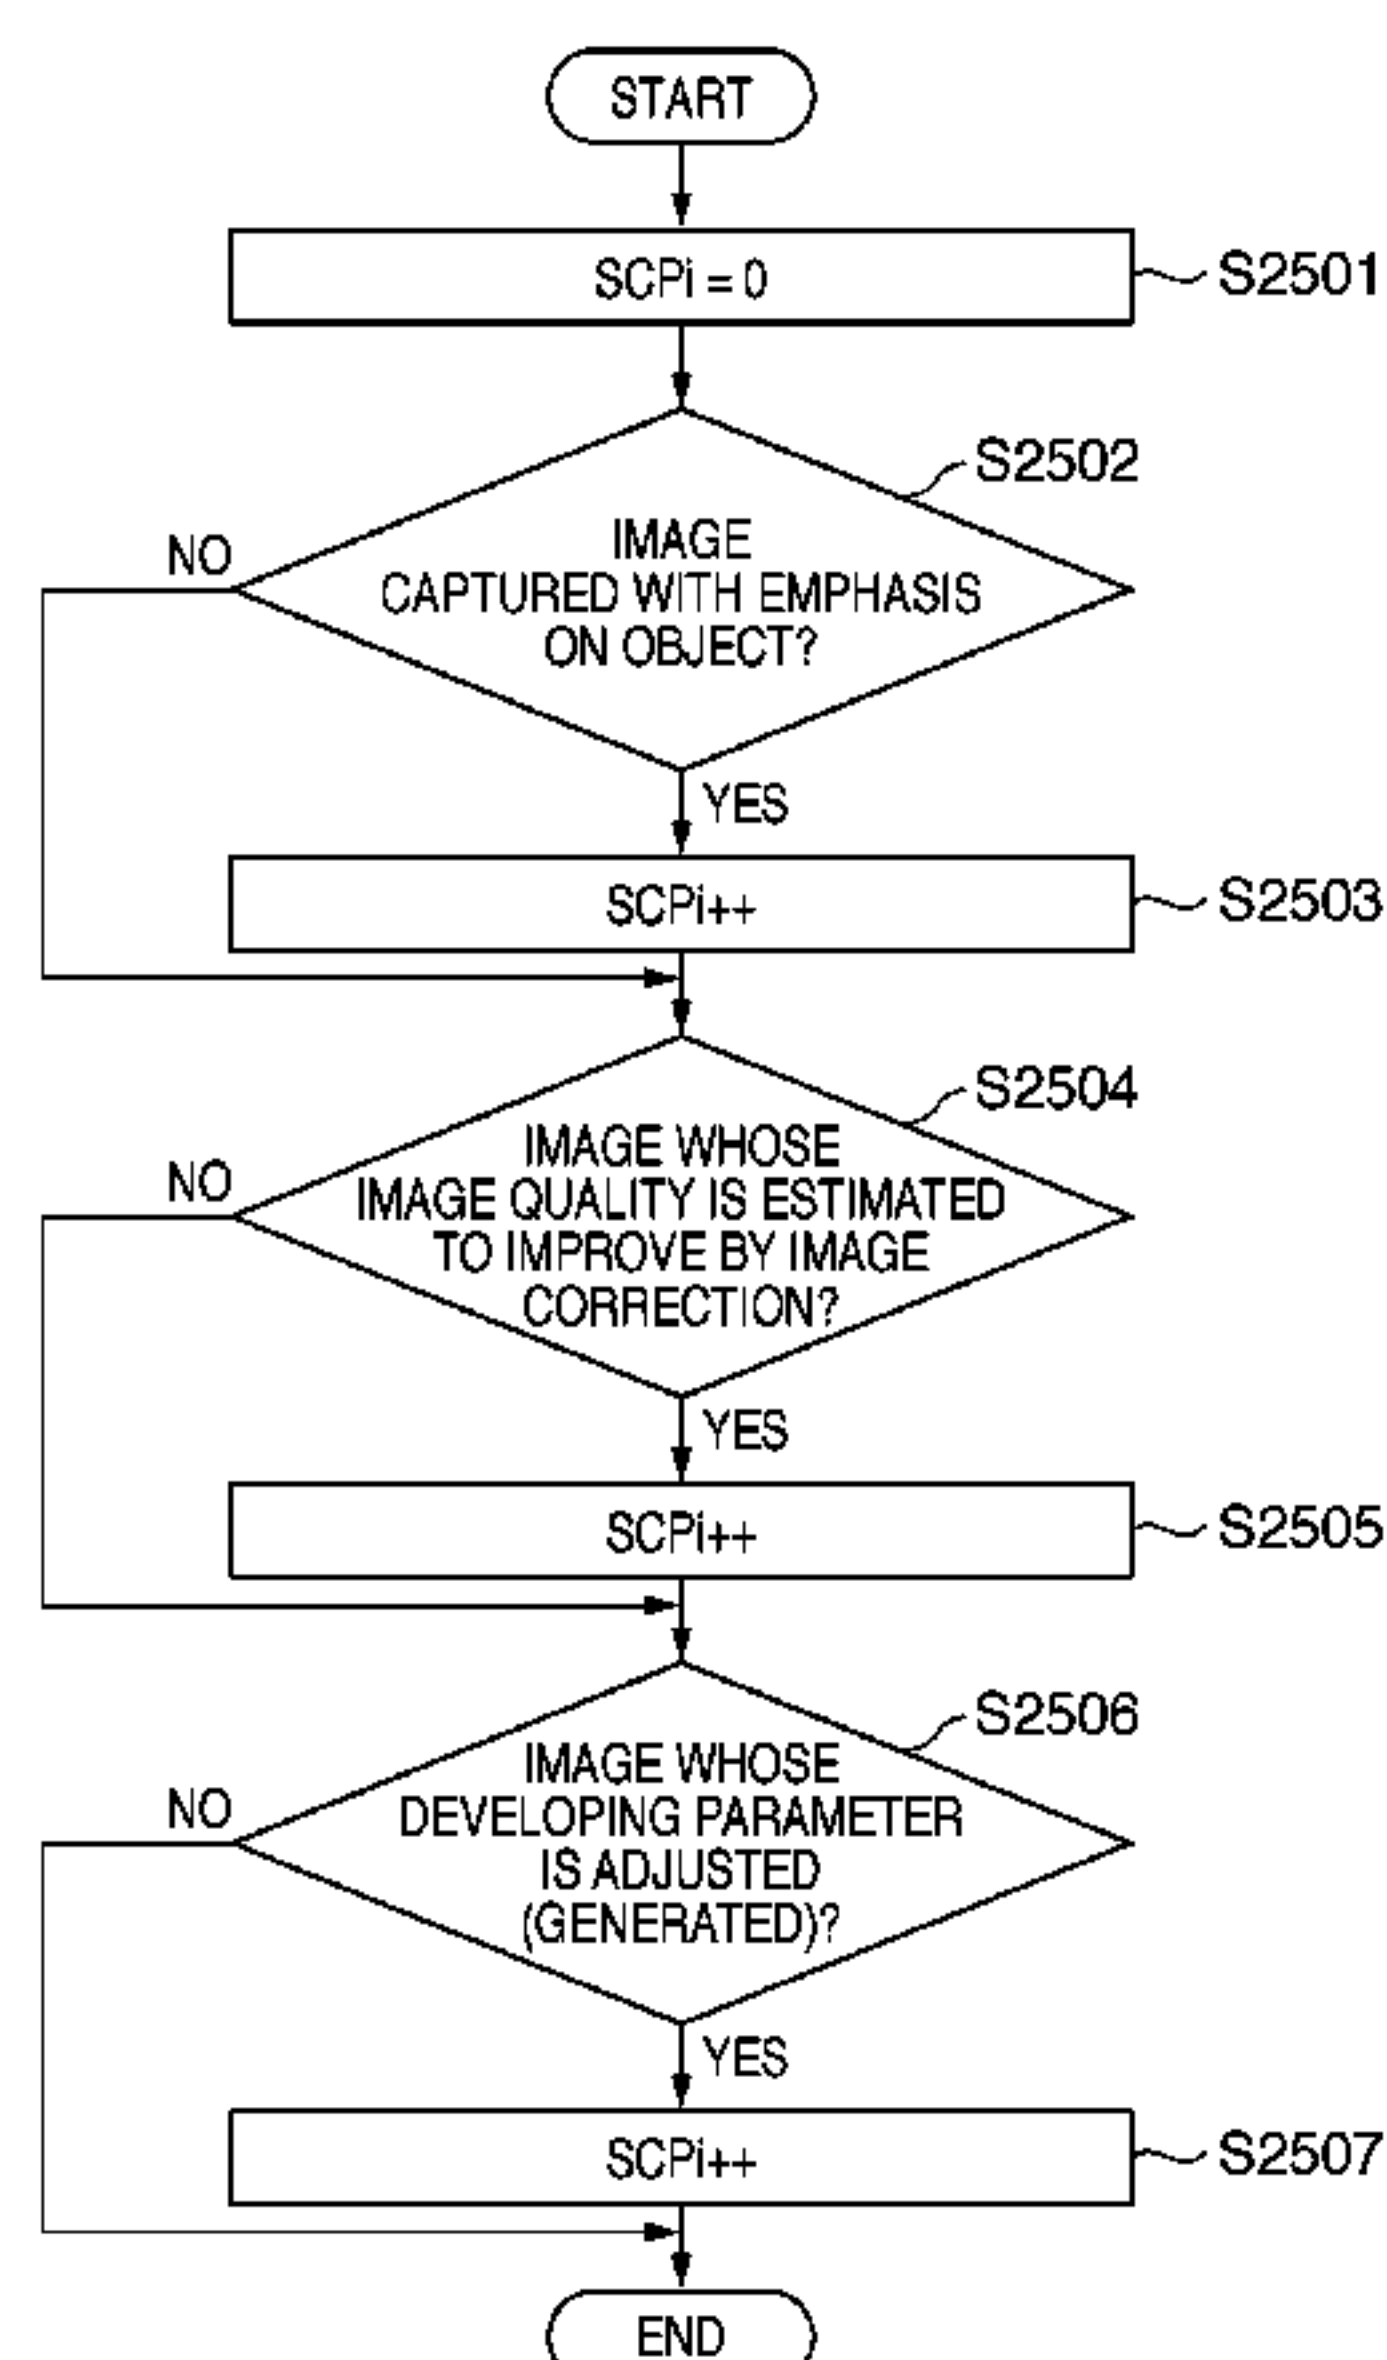 START
SCPi = 0
S2501
S2502
IMAGE
CAPTURED WITH EMPHASIS
ON OBJECT?
NO
YES
SCPi++
S2503
S2504
IMAGE WHOSE
IMAGE QUALITY IS ESTIMATED
TO IMPROVE BY IMAGE
CORRECTION?
NO
YES
SCPi++
S2505
S2506
IMAGE WHOSE
DEVELOPING PARAMETER
IS ADJUSTED
(GENERATED)?
NO
YES
SCPi++
S2507
END